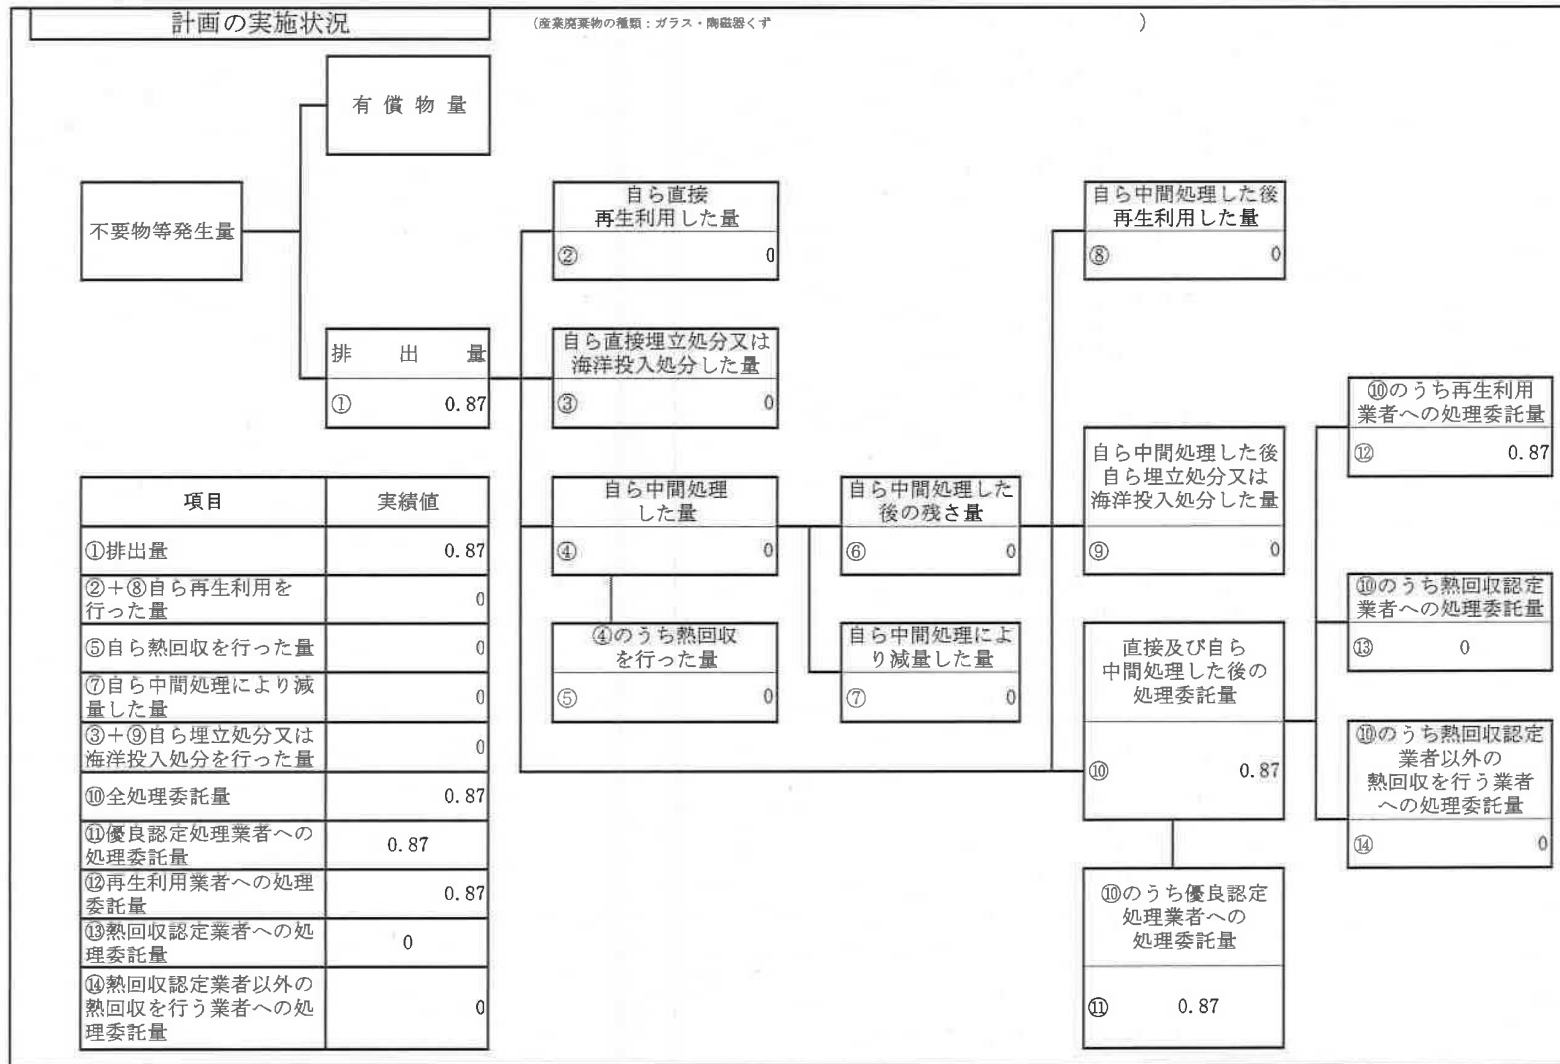 計画の実施状況
（産業廃棄物の種類：ガラス・陶磁器くず ）
有 償 物 量
不要物等発生量
排 出 量
① 0.87
自ら直接
再生利用した量
② 0
自ら直接埋立処分又は
海洋投入処分した量
③ 0
自ら中間処理
した量
④ 0
④のうち熱回収
を行った量
⑤ 0
自ら中間処理した
後の残さ量
⑥ 0
自ら中間処理によ
り減量した量
⑦ 0
自ら中間処理した後
再生利用した量
⑧ 0
自ら中間処理した後
自ら埋立処分又は
海洋投入処分した量
⑨ 0
直接及び自ら
中間処理した後の
処理委託量
⑩ 0.87
⑩のうち優良認定
処理業者への
処理委託量
⑪ 0.87
⑩のうち再生利用
業者への処理委託量
⑫ 0.87
⑩のうち熱回収認定
業者への処理委託量
⑬ 0
⑩のうち熱回収認定
業者以外の
熱回収を行う業者
への処理委託量
⑭ 0
項目 実績値
①排出量 0.87
②＋⑧自ら再生利用を
行った量 0
⑤自ら熱回収を行った量 0
⑦自ら中間処理により減
量した量 0
③＋⑨自ら埋立処分又は
海洋投入処分を行った量 0
⑩全処理委託量 0.87
⑪優良認定処理業者への
処理委託量 0.87
⑫再生利用業者への処理
委託量 0.87
⑬熱回収認定業者への処
理委託量 0
⑭熱回収認定業者以外の
熱回収を行う業者への処
理委託量 0